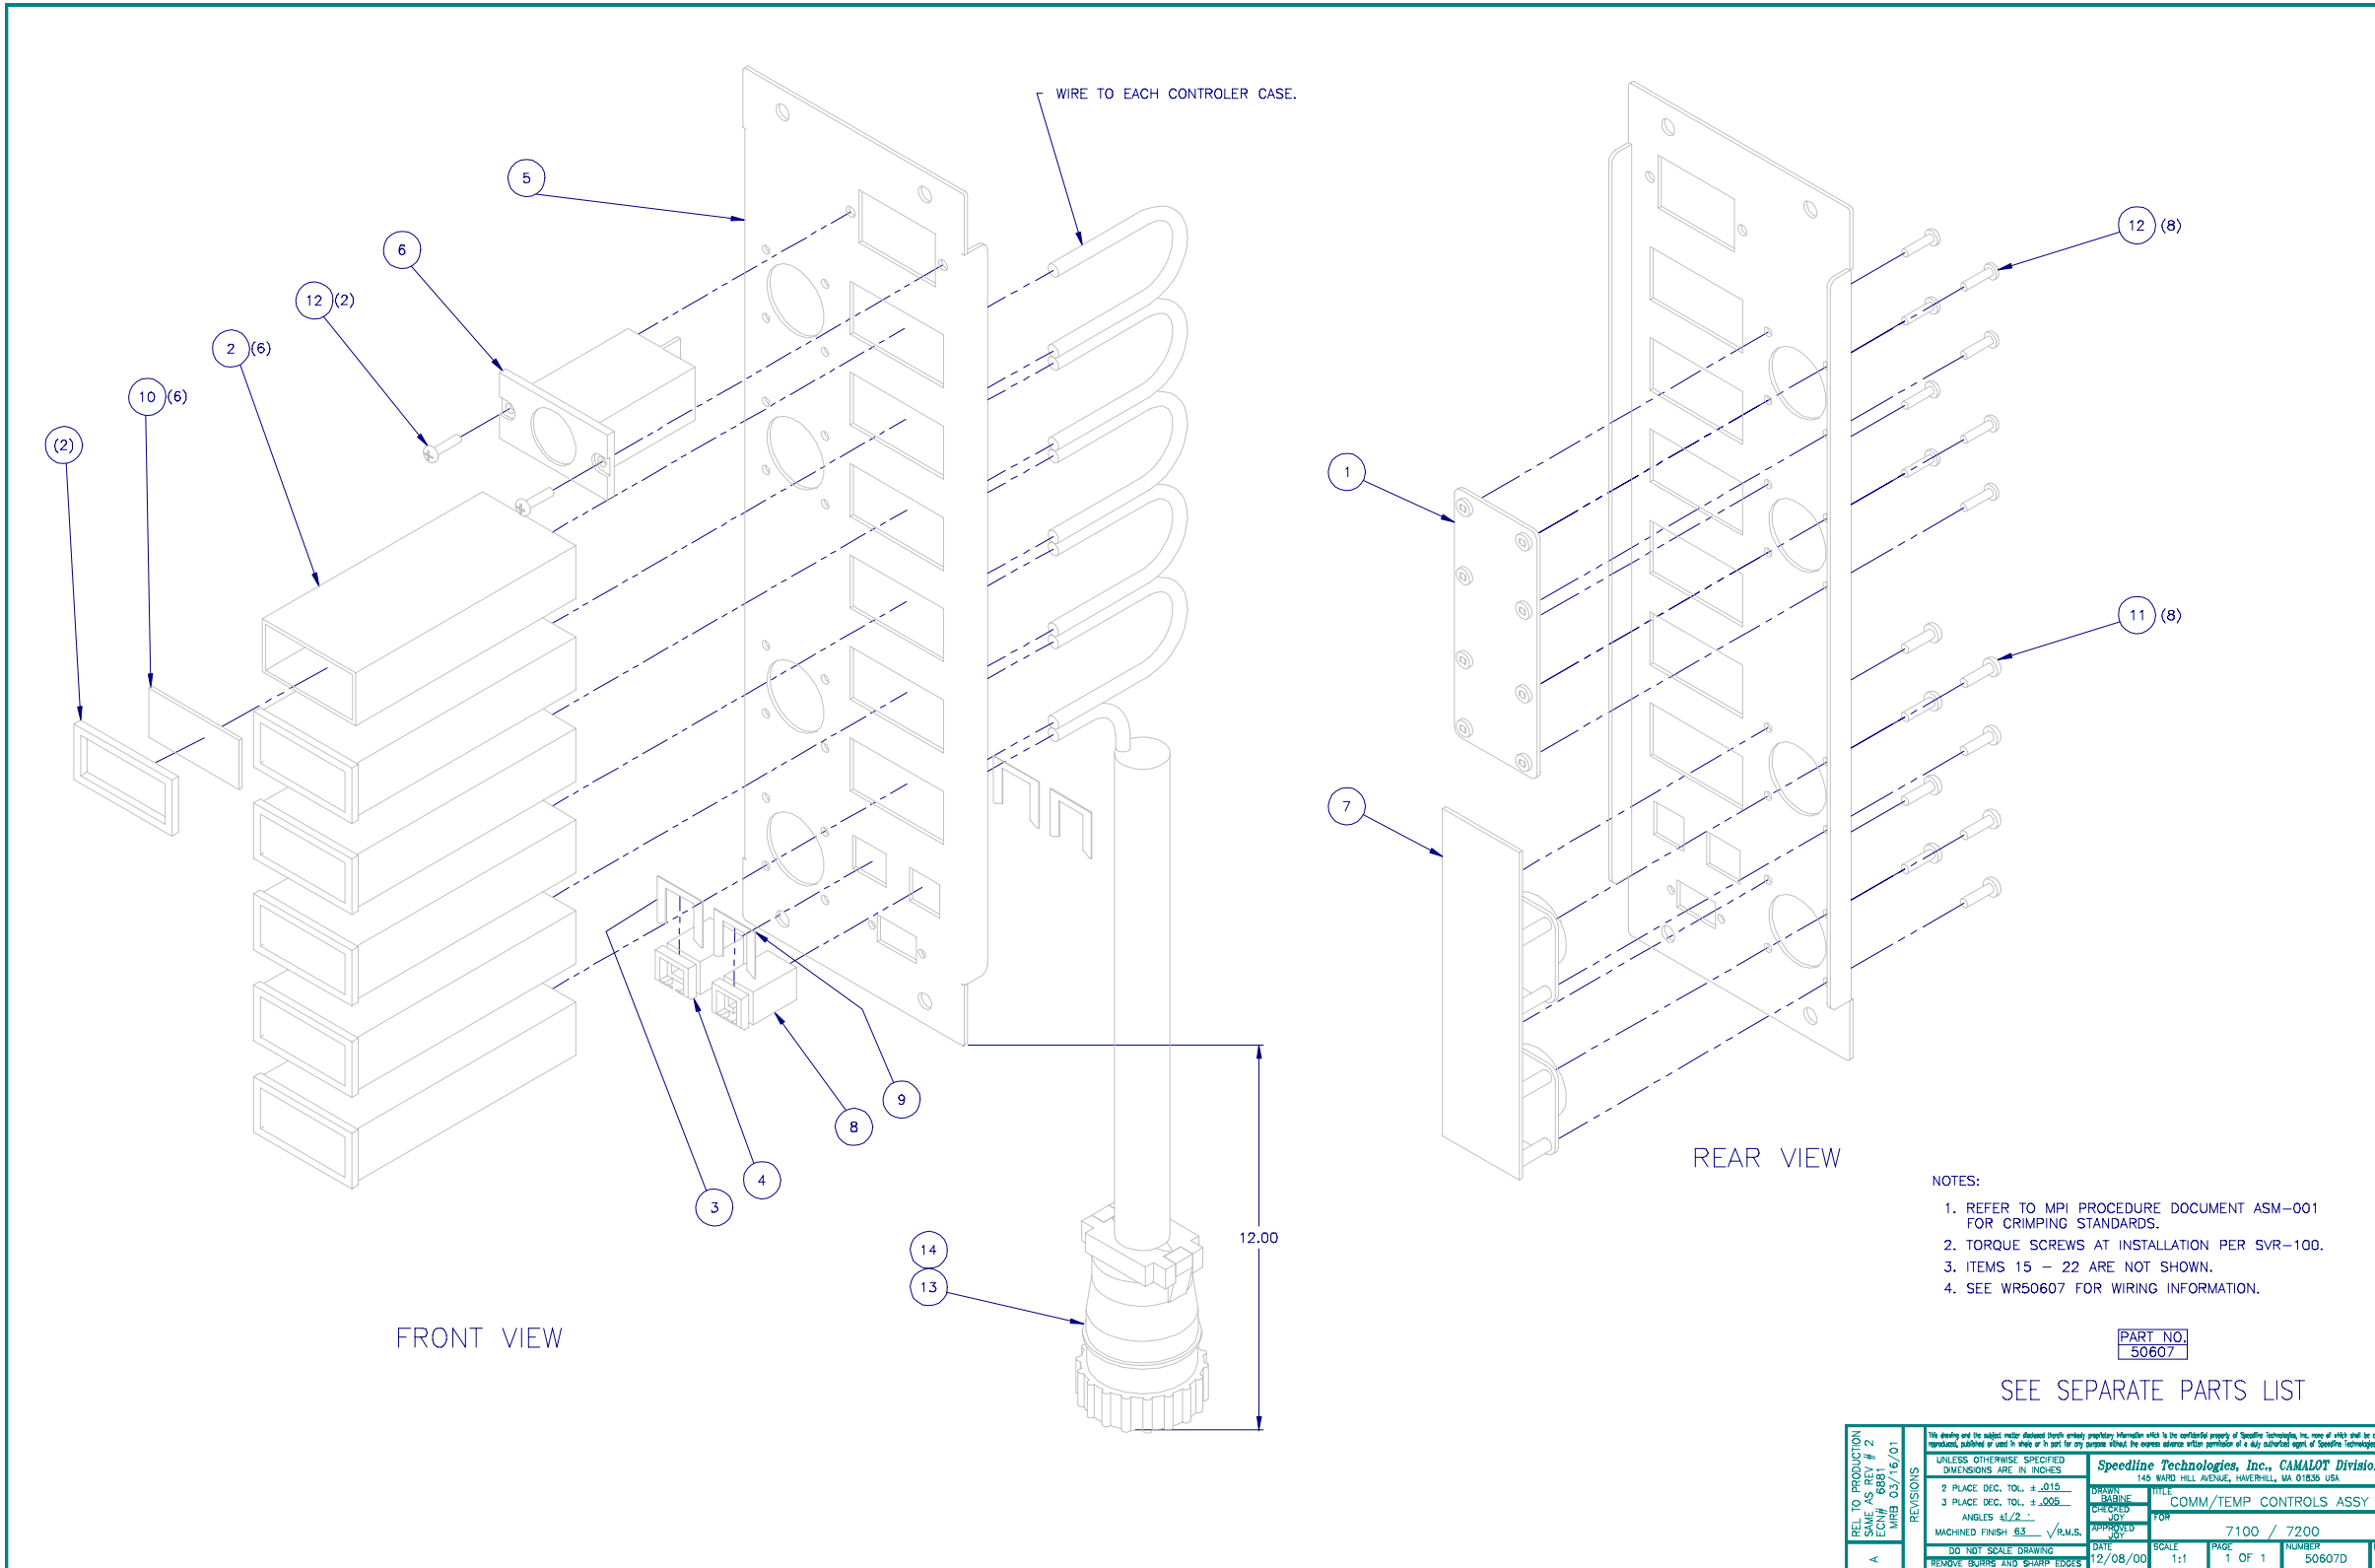 WIRE TO EACH CONTROLER CASE.
5
6
12 (2)
2 (6)
10 (6)
(2)
12 (8)
1
11 (8)
7
9
8
4
3
14
13
12.00
FRONT VIEW
REAR VIEW
NOTES:
1. REFER TO MPI PROCEDURE DOCUMENT ASM-001
FOR CRIMPING STANDARDS.
2. TORQUE SCREWS AT INSTALLATION PER SVR-100.
3. ITEMS 15 - 22 ARE NOT SHOWN.
4. SEE WR50607 FOR WIRING INFORMATION.
PART NO.
50607
SEE SEPARATE PARTS LIST
REL TO PRODUCTION
SAME AS REV # 2
ECN# 6881
MRB 03/16/01
A
REVISIONS
UNLESS OTHERWISE SPECIFIED
DIMENSIONS ARE IN INCHES
2 PLACE DEC. TOL. ± .015
3 PLACE DEC. TOL. ± .005
ANGLES ±1/2 °
MACHINED FINISH 63 √R.M.S.
DO NOT SCALE DRAWING
REMOVE BURRS AND SHARP EDGES
Speedline Technologies, Inc., CAMALOT
145 WARD HILL AVENUE, HAVERHILL, MA 01835 USA
DRAWN
BABINE
CHECKED
JOY
APPROVED
JOY
TITLE
COMM/TEMP CONTROLS ASSY
FOR
7100 / 7200
DATE
12/08/00
SCALE
1:1
PAGE
1 OF 1
NUMBER
50607D